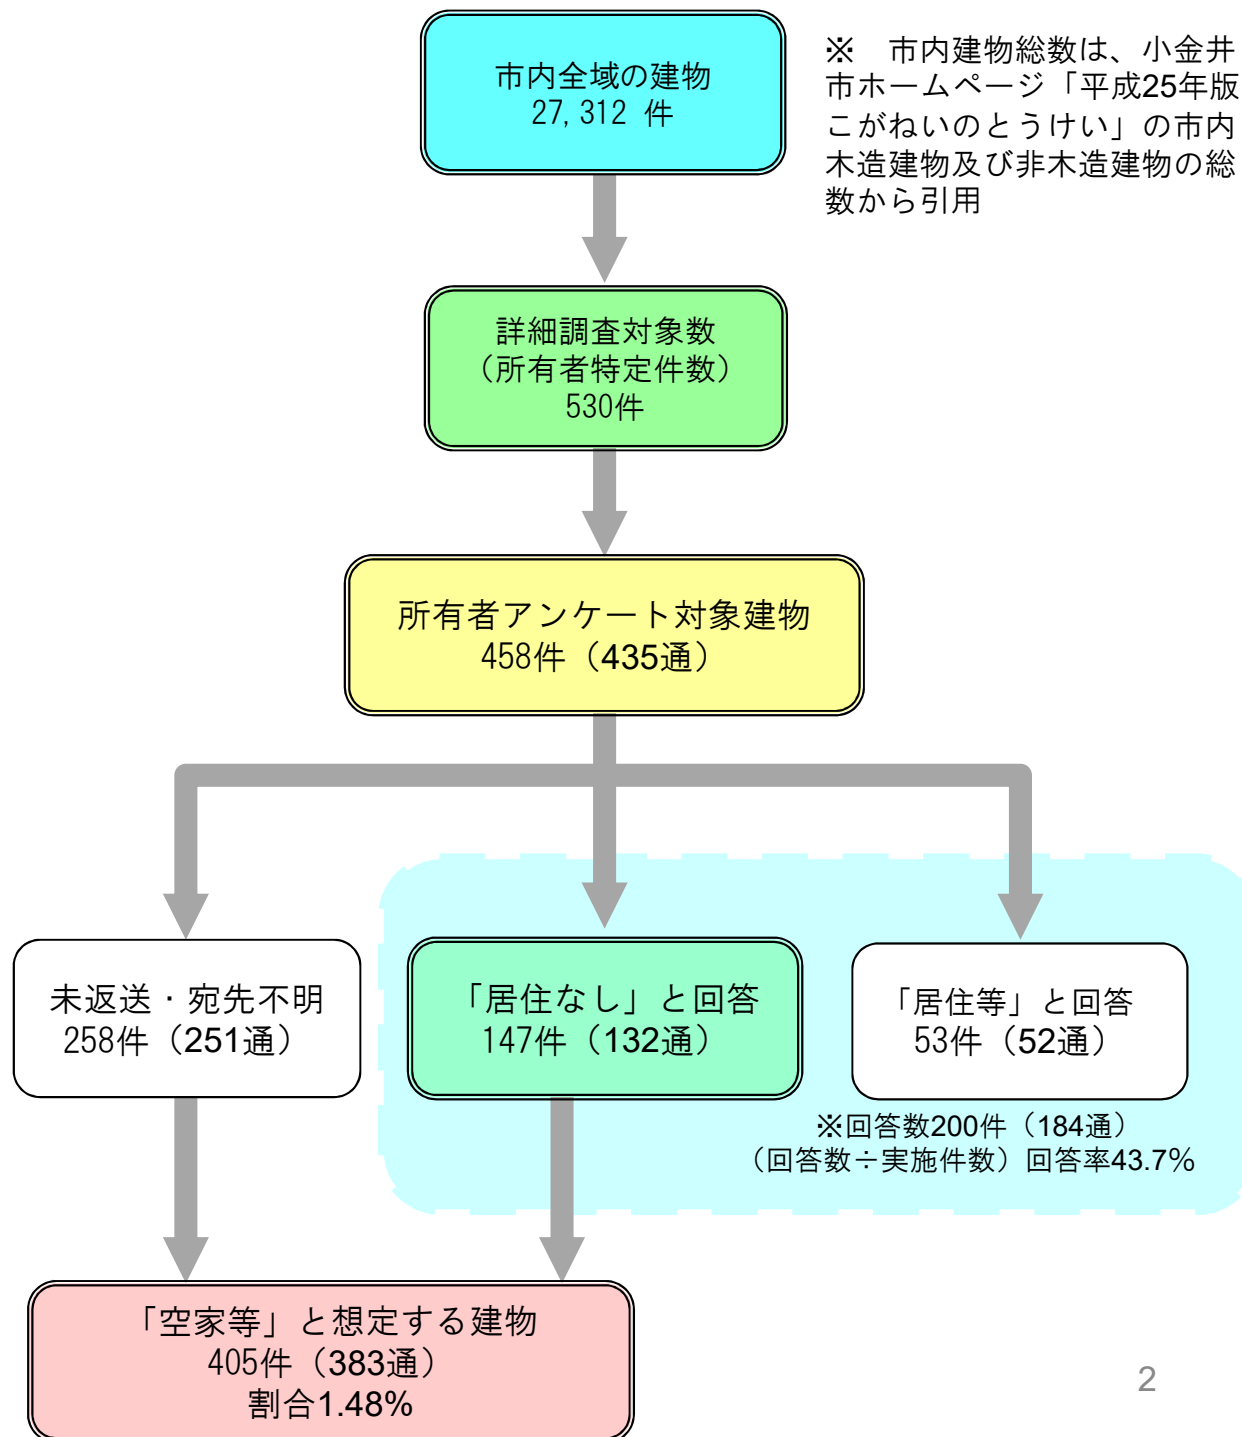 市内全域の建物
27,312 件
※　市内建物総数は、小金井
市ホームページ「平成25年版
こがねいのとうけい」の市内
木造建物及び非木造建物の総
数から引用
詳細調査対象数
（所有者特定件数）
530件
所有者アンケート対象建物
458件（435通）
未返送・宛先不明
258件（251通）
「居住なし」と回答
147件（132通）
「居住等」と回答
53件（52通）
※回答数200件（184通）
（回答数÷実施件数）回答率43.7%
「空家等」と想定する建物
405件（383通）
割合1.48%
2